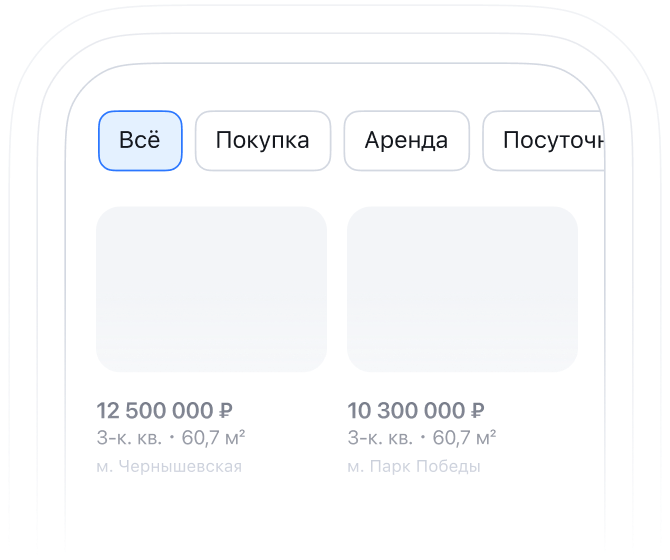 Всё
Покупка
Аренда
12 500 000 ₽
10 300 000 ₽
3-к. кв. · 60,7 м²
3-к. кв. · 60,7 м²
м. Чернышевская
м. Парк Победы